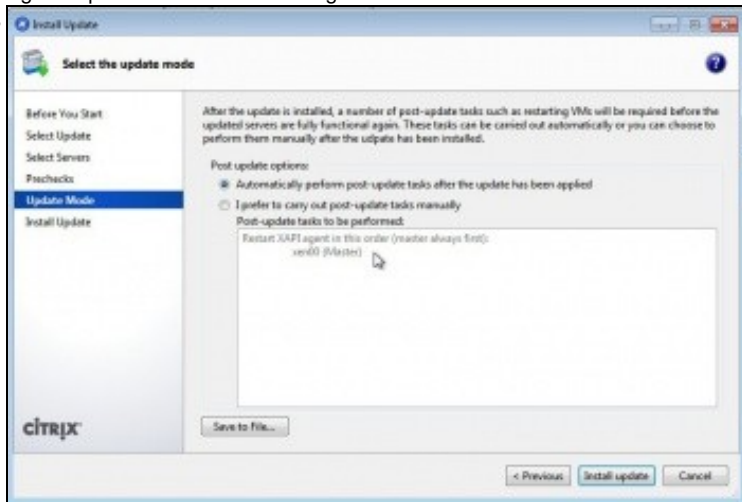 Install Update
Select the update mode
Before You Start
Select Update
Select Servers
Prechecks
Update Mode
Install Update
After the update is installed, a number of post-update tasks such as restarting VMs will be required before the
updated servers are fully functional again. These tasks can be carried out automatically or you can choose to
perform them manually after the udpate has been installed.
Post update options:
Automatically perform post-update tasks after the update has been applied
I prefer to carry out post-update tasks manually
Post-update tasks to be performed:
Restart XAPI agent in this order (master always first):
xen00 (Master)
CİTRIX
Save to File...
< Previous
Install update
Cancel